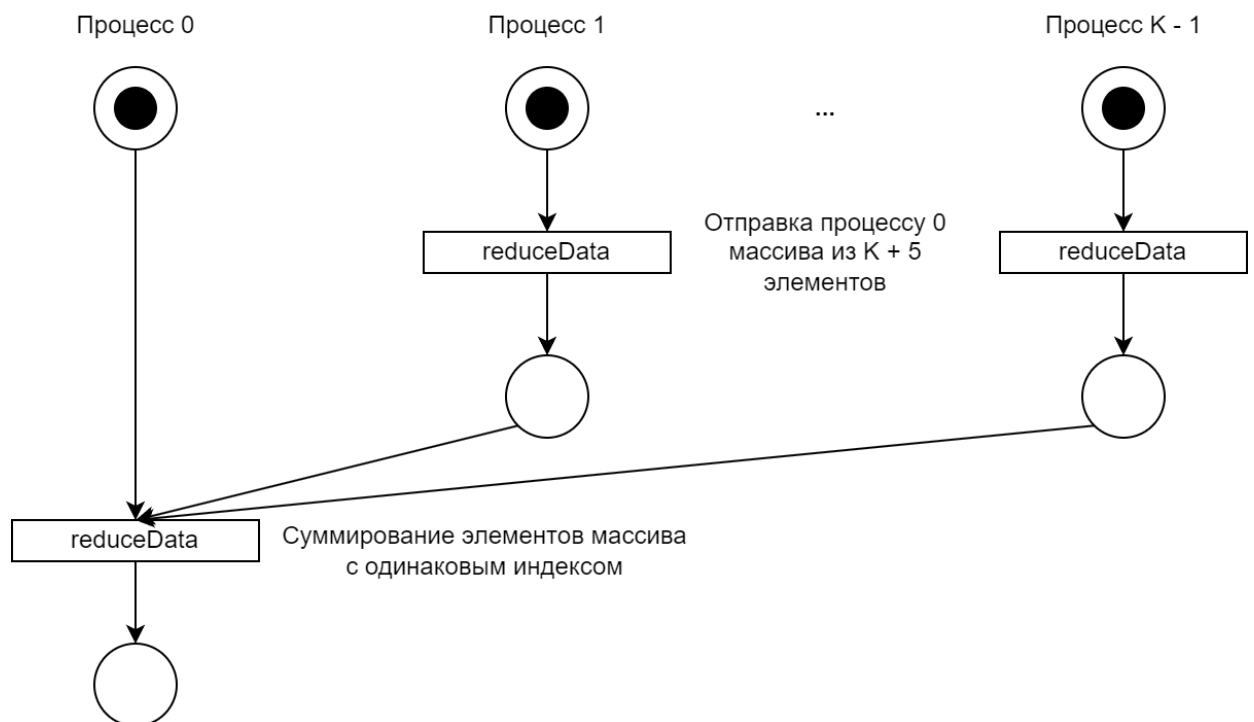 Процесс 0
Процесс 1
Процесс K - 1
...
Отправка процессу 0
массива из K + 5
элементов
reduceData
reduceData
reduceData
Суммирование элементов массива
с одинаковым индексом